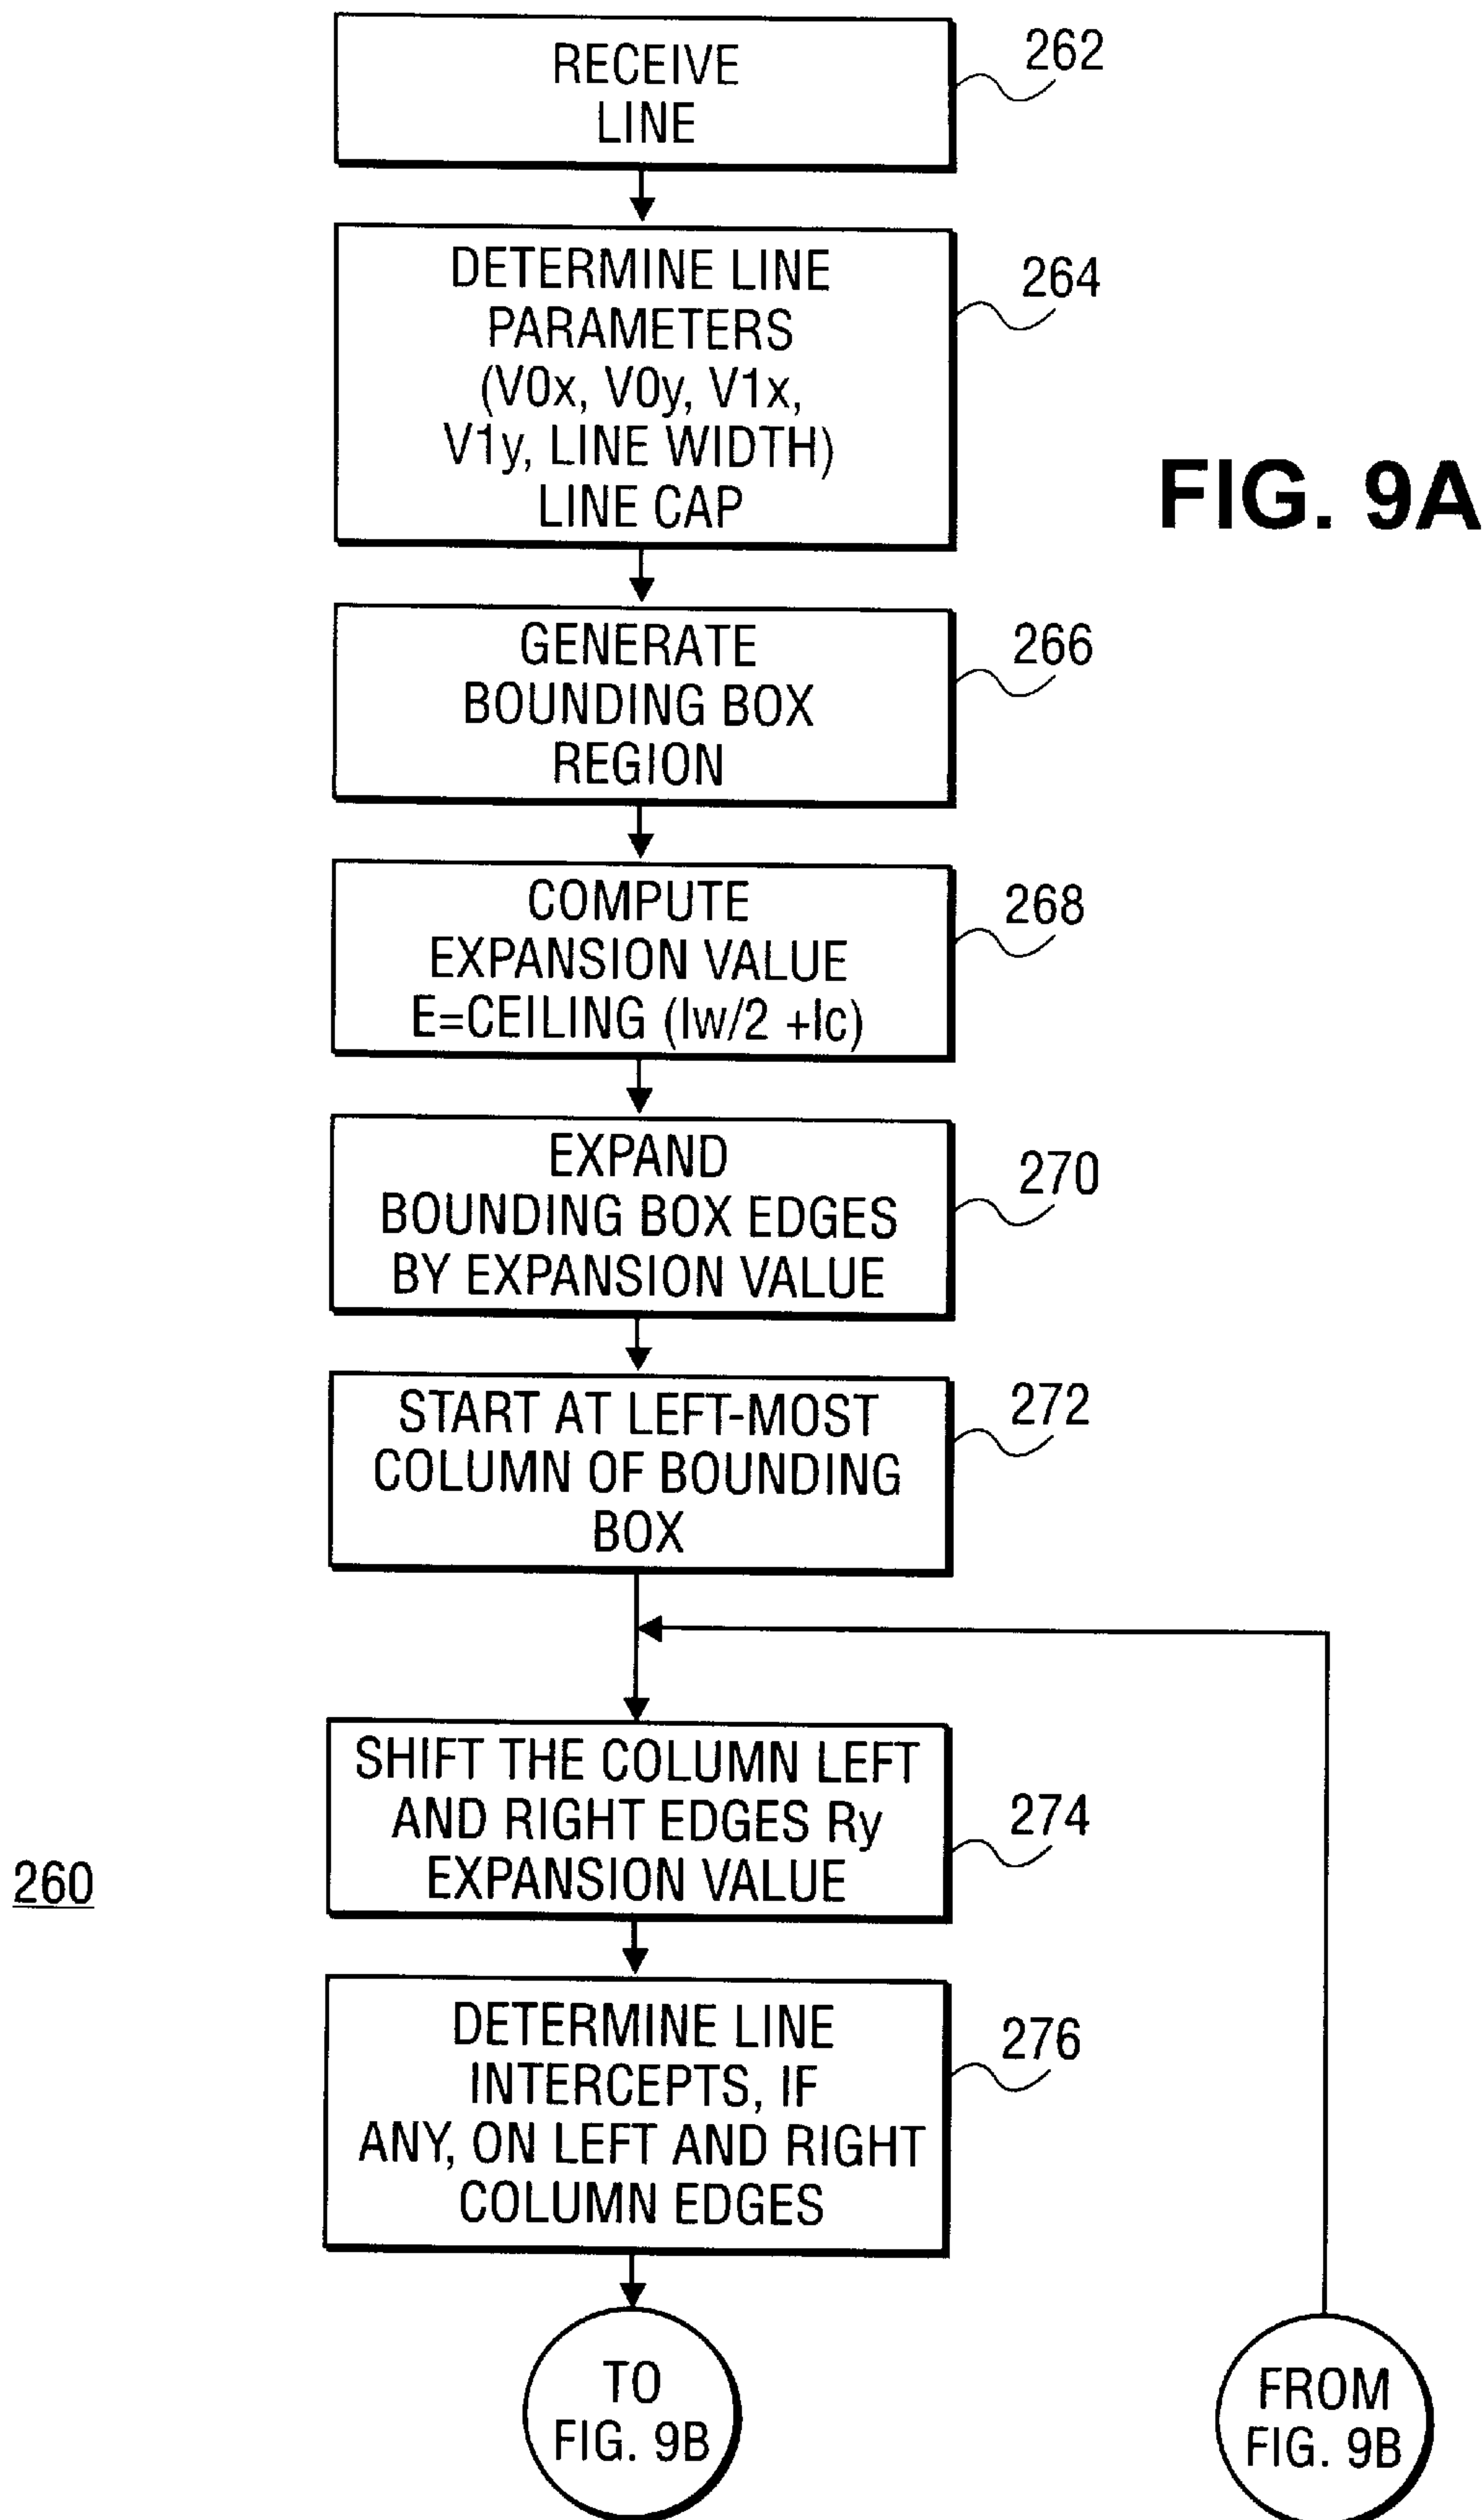 RECEIVE
LINE
262
DETERMINE LINE
PARAMETERS
(V0x, V0y, V1x,
V1y, LINE WIDTH)
LINE CAP
264
FIG. 9A
GENERATE
BOUNDING BOX
REGION
266
COMPUTE
EXPANSION VALUE
E=CEILING (lw/2 +lc)
268
EXPAND
BOUNDING BOX EDGES
BY EXPANSION VALUE
270
START AT LEFT-MOST
COLUMN OF BOUNDING
BOX
272
SHIFT THE COLUMN LEFT
AND RIGHT EDGES Ry
EXPANSION VALUE
274
260
DETERMINE LINE
INTERCEPTS, IF
ANY, ON LEFT AND RIGHT
COLUMN EDGES
276
TO
FIG. 9B
FROM
FIG. 9B